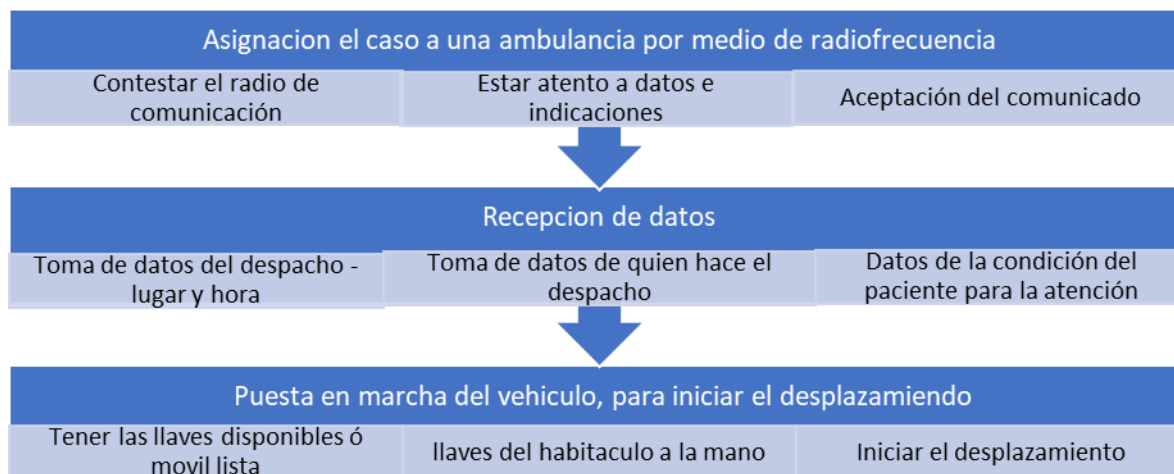 Asignacion el caso a una ambulancia por medio de radiofrecuencia
Contestar el radio de
comunicación
Estar atento a datos e
indicaciones
Aceptación del comunicado
Recepcion de datos
Toma de datos del despacho -
lugar y hora
Toma de datos de quien hace el
despacho
Datos de la condición del
paciente para la atención
Puesta en marcha del vehiculo, para iniciar el desplazamiendo
Tener las llaves disponibles ó
movil lista
llaves del habitaculo a la mano
Iniciar el desplazamiento